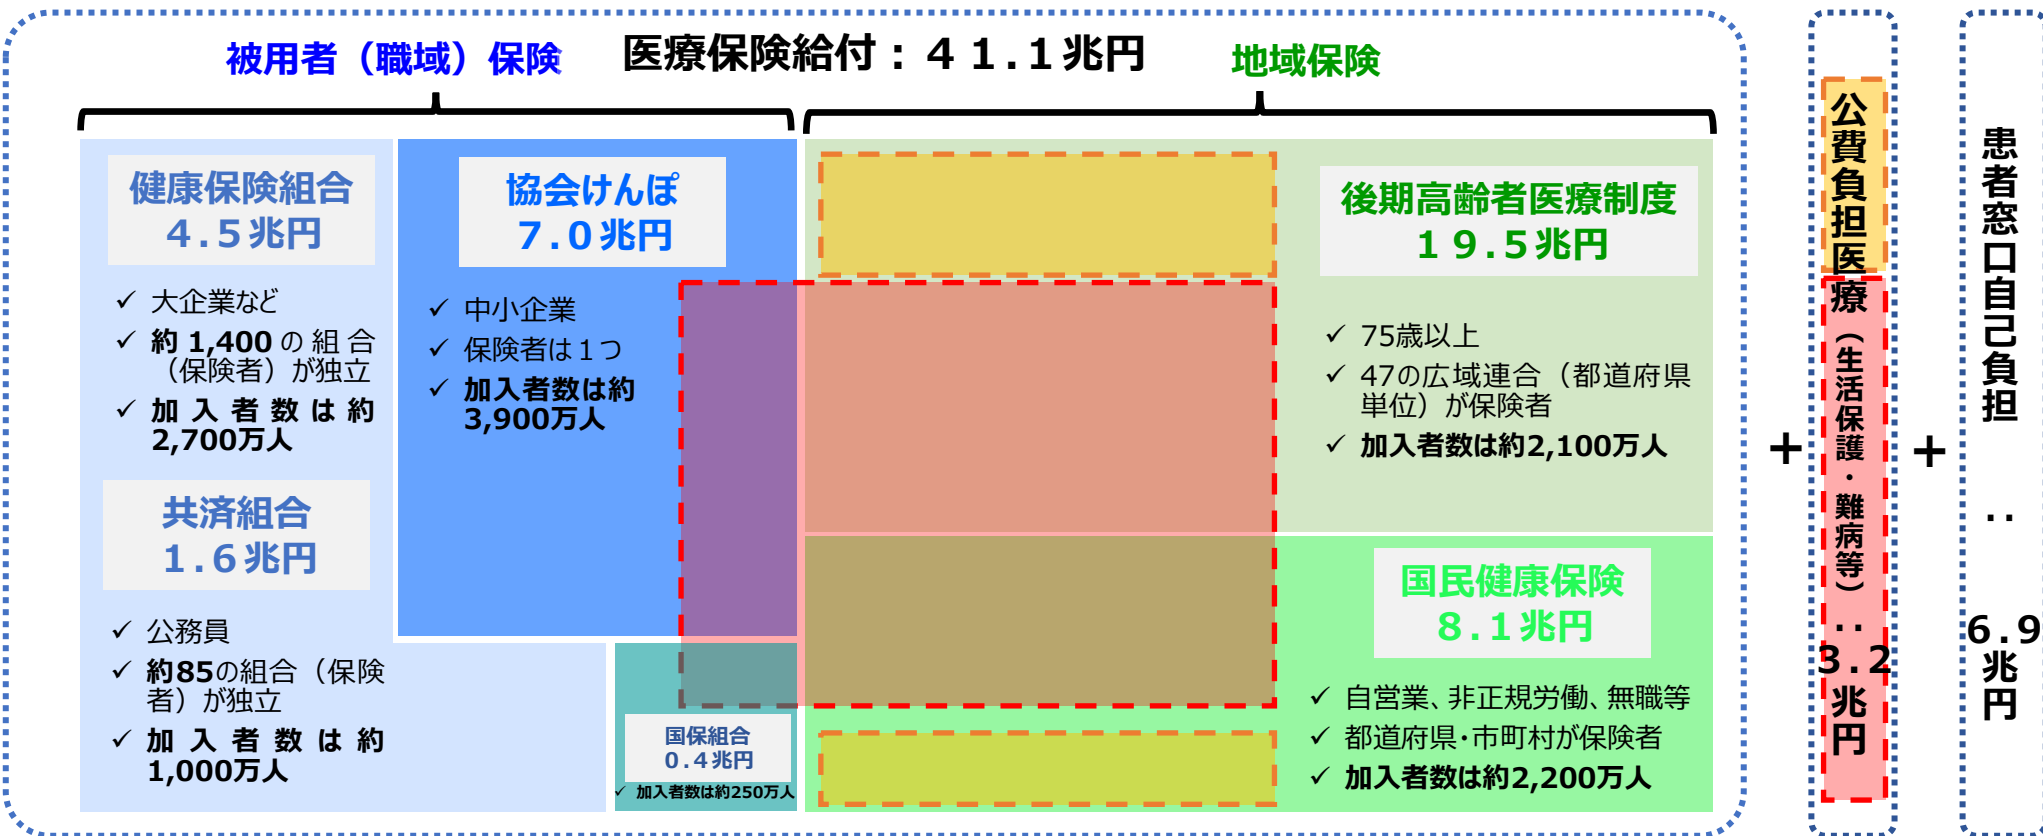 医療保険給付：４１.１兆円
被用者（職域）保険
地域保険
健康保険組合
４.５兆円
✓ 大企業など
✓ 約1,400の組合
（保険者）が独立
✓ 加入者数は約
2,700万人
共済組合
１.６兆円
✓ 公務員
✓ 約85の組合（保険
者）が独立
✓ 加入者数は約
1,000万人
協会けんぽ
７.０兆円
✓ 中小企業
✓ 保険者は１つ
✓ 加入者数は約
3,900万人
国保組合
０.４兆円
✓ 加入者数は約250万人
後期高齢者医療制度
１９.５兆円
✓ 75歳以上
✓ 47の広域連合（都道府県
単位）が保険者
✓ 加入者数は約2,100万人
国民健康保険
８.１兆円
✓ 自営業、非正規労働、無職等
✓ 都道府県・市町村が保険者
✓ 加入者数は約2,200万人
＋
公費負担医療（生活保護・難病等）：3.2兆円
＋
患者窓口自己負担：6.9兆円